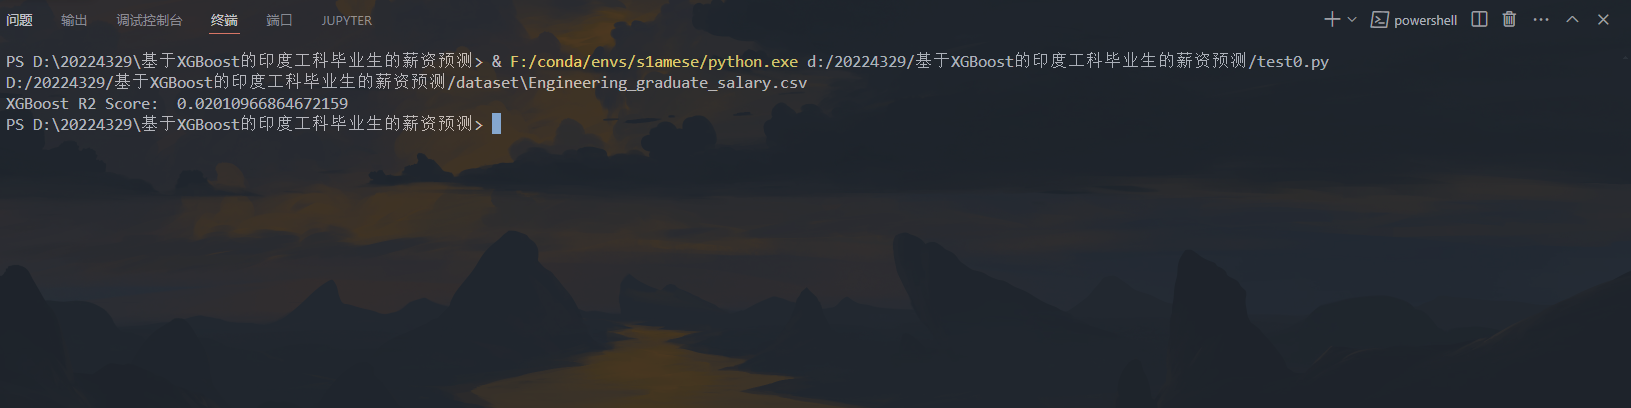 问题 输出 调试控制台 终端 端口 JUPYTER powershell
PS D:\20224329\基于XGBoost的印度工科毕业生的薪资预测> & F:/conda/envs/s1amese/python.exe d:/20224329/基于XGBoost的印度工科毕业生的薪资预测/test0.py
D:/20224329/基于XGBoost的印度工科毕业生的薪资预测/dataset\Engineering_graduate_salary.csv
XGBoost R2 Score:  0.02010966864672159
PS D:\20224329\基于XGBoost的印度工科毕业生的薪资预测>